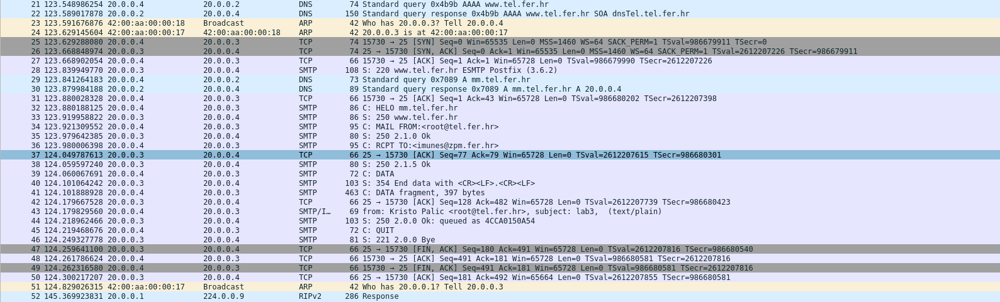 21 123.548986254 20.0.0.4 20.0.0.2 DNS 74 Standard query 0x4b9b AAAA www.tel.fer.hr
22 123.589017878 20.0.0.2 20.0.0.4 DNS 150 Standard query response 0x4b9b AAAA www.tel.fer.hr SOA dnsTel.tel.fer.hr
23 123.591676876 42:00:aa:00:00:18 Broadcast ARP 42 Who has 20.0.0.3? Tell 20.0.0.4
24 123.629145604 42:00:aa:00:00:17 42:00:aa:00:00:18 ARP 42 20.0.0.3 is at 42:00:aa:00:00:17
25 123.629288080 20.0.0.4 20.0.0.3 TCP 74 15730 → 25 [SYN] Seq=0 Win=65535 Len=0 MSS=1460 WS=64 SACK_PERM=1 TSval=986679911 TSecr=0
26 123.668848974 20.0.0.3 20.0.0.4 TCP 74 25 → 15730 [SYN, ACK] Seq=0 Ack=1 Win=65535 Len=0 MSS=1460 WS=64 SACK_PERM=1 TSval=2612207226 TSecr=986679911
27 123.668902054 20.0.0.4 20.0.0.3 TCP 66 15730 → 25 [ACK] Seq=1 Ack=1 Win=65728 Len=0 TSval=986679990 TSecr=2612207226
28 123.839949770 20.0.0.3 20.0.0.4 SMTP 108 S: 220 www.tel.fer.hr ESMTP Postfix (3.6.2)
29 123.841264183 20.0.0.4 20.0.0.2 DNS 73 Standard query 0x7089 A mm.tel.fer.hr
30 123.879984188 20.0.0.2 20.0.0.4 DNS 89 Standard query response 0x7089 A mm.tel.fer.hr A 20.0.0.4
31 123.880028328 20.0.0.4 20.0.0.3 TCP 66 15730 → 25 [ACK] Seq=1 Ack=43 Win=65728 Len=0 TSval=986680202 TSecr=2612207398
32 123.880188125 20.0.0.4 20.0.0.3 SMTP 86 C: HELO mm.tel.fer.hr
33 123.919958822 20.0.0.3 20.0.0.4 SMTP 86 S: 250 www.tel.fer.hr
34 123.921309552 20.0.0.4 20.0.0.3 SMTP 95 C: MAIL FROM:<root@tel.fer.hr>
35 123.979642385 20.0.0.3 20.0.0.4 SMTP 80 S: 250 2.1.0 Ok
36 123.980006398 20.0.0.4 20.0.0.3 SMTP 95 C: RCPT TO:<imunes@zpm.fer.hr>
37 124.049787613 20.0.0.3 20.0.0.4 TCP 66 25 → 15730 [ACK] Seq=77 Ack=79 Win=65728 Len=0 TSval=2612207615 TSecr=986680301
38 124.059597240 20.0.0.3 20.0.0.4 SMTP 80 S: 250 2.1.5 Ok
39 124.060067691 20.0.0.4 20.0.0.3 SMTP 72 C: DATA
40 124.101064242 20.0.0.3 20.0.0.4 SMTP 103 S: 354 End data with <CR><LF>.<CR><LF>
41 124.101888928 20.0.0.4 20.0.0.3 SMTP 463 C: DATA fragment, 397 bytes
42 124.179667528 20.0.0.3 20.0.0.4 TCP 66 25 → 15730 [ACK] Seq=128 Ack=482 Win=65728 Len=0 TSval=2612207739 TSecr=986680423
43 124.179829560 20.0.0.4 20.0.0.3 SMTP/I… 69 from: Kristo Palic <root@tel.fer.hr>, subject: lab3, (text/plain)
44 124.218962466 20.0.0.3 20.0.0.4 SMTP 103 S: 250 2.0.0 Ok: queued as 4CCA0150A54
45 124.219468676 20.0.0.4 20.0.0.3 SMTP 72 C: QUIT
46 124.249327778 20.0.0.3 20.0.0.4 SMTP 81 S: 221 2.0.0 Bye
47 124.259641100 20.0.0.3 20.0.0.4 TCP 66 25 → 15730 [FIN, ACK] Seq=180 Ack=491 Win=65728 Len=0 TSval=2612207816 TSecr=986680540
48 124.261786624 20.0.0.4 20.0.0.3 TCP 66 15730 → 25 [ACK] Seq=491 Ack=181 Win=65728 Len=0 TSval=986680581 TSecr=2612207816
49 124.262316580 20.0.0.4 20.0.0.3 TCP 66 15730 → 25 [FIN, ACK] Seq=491 Ack=181 Win=65728 Len=0 TSval=986680581 TSecr=2612207816
50 124.300217207 20.0.0.3 20.0.0.4 TCP 66 25 → 15730 [ACK] Seq=181 Ack=492 Win=65664 Len=0 TSval=2612207855 TSecr=986680581
51 124.829026315 42:00:aa:00:00:17 Broadcast ARP 42 Who has 20.0.0.1? Tell 20.0.0.3
52 145.369923831 20.0.0.1 224.0.0.9 RIPv2 286 Response